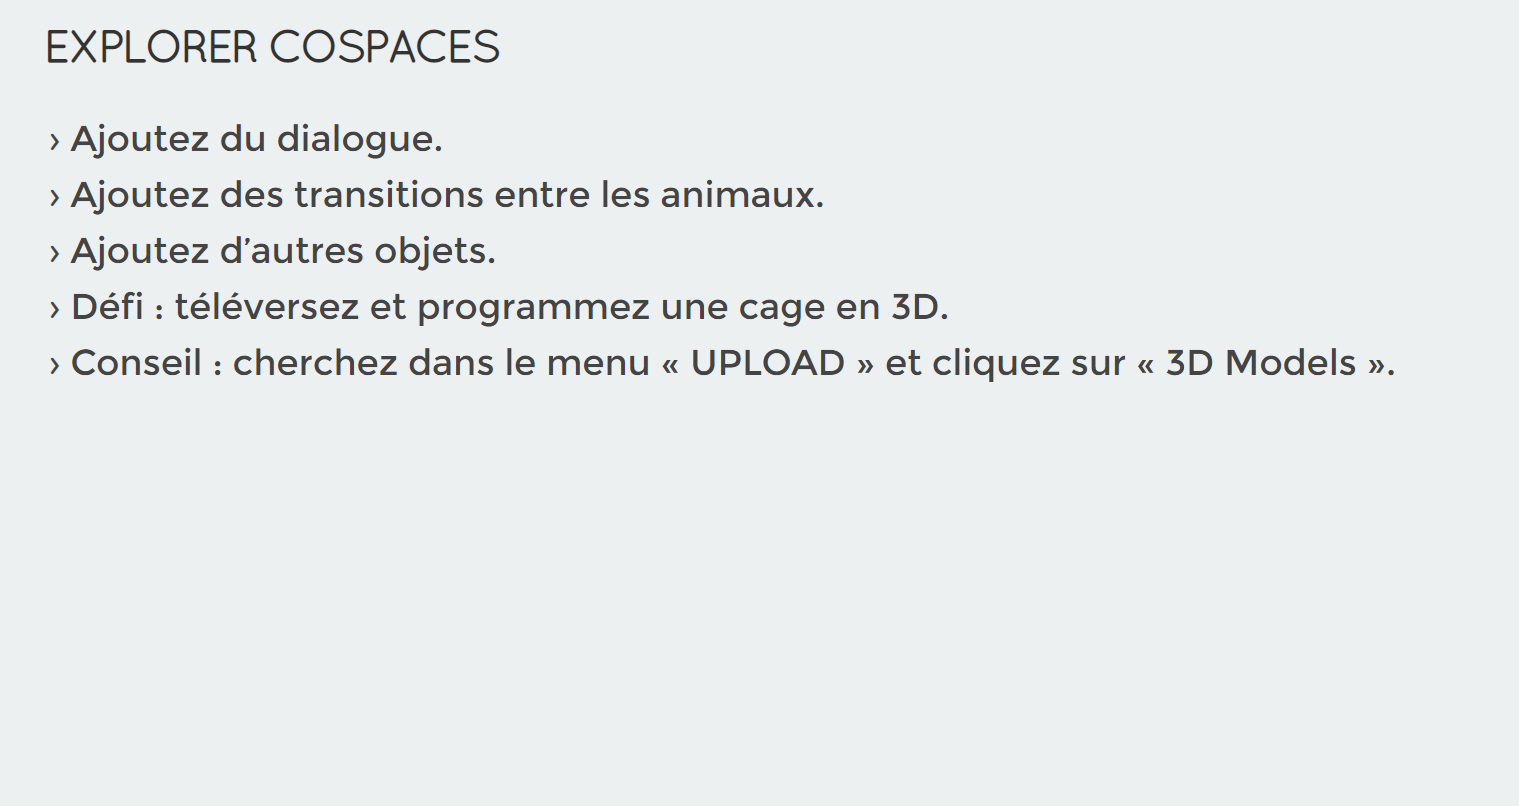 EXPLORER COSPACES
› Ajoutez du dialogue.
› Ajoutez des transitions entre les animaux.
› Ajoutez d’autres objets.
› Défi : téléversez et programmez une cage en 3D.
› Conseil : cherchez dans le menu « UPLOAD » et cliquez sur « 3D Models ».